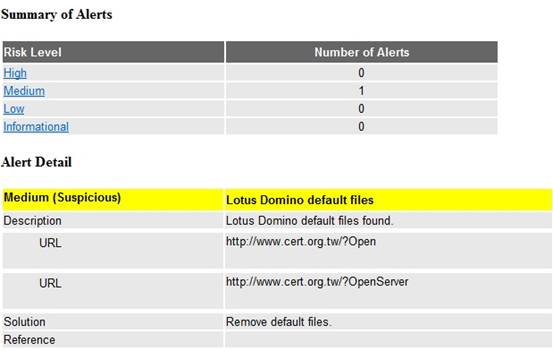 Summary of Alerts
Risk Level Number of Alerts
High 0
Medium 1
Low 0
Informational 0
Alert Detail
Medium (Suspicious) Lotus Domino default files
Description Lotus Domino default files found.
URL http://www.cert.org.tw/?Open
URL http://www.cert.org.tw/?OpenServer
Solution Remove default files.
Reference